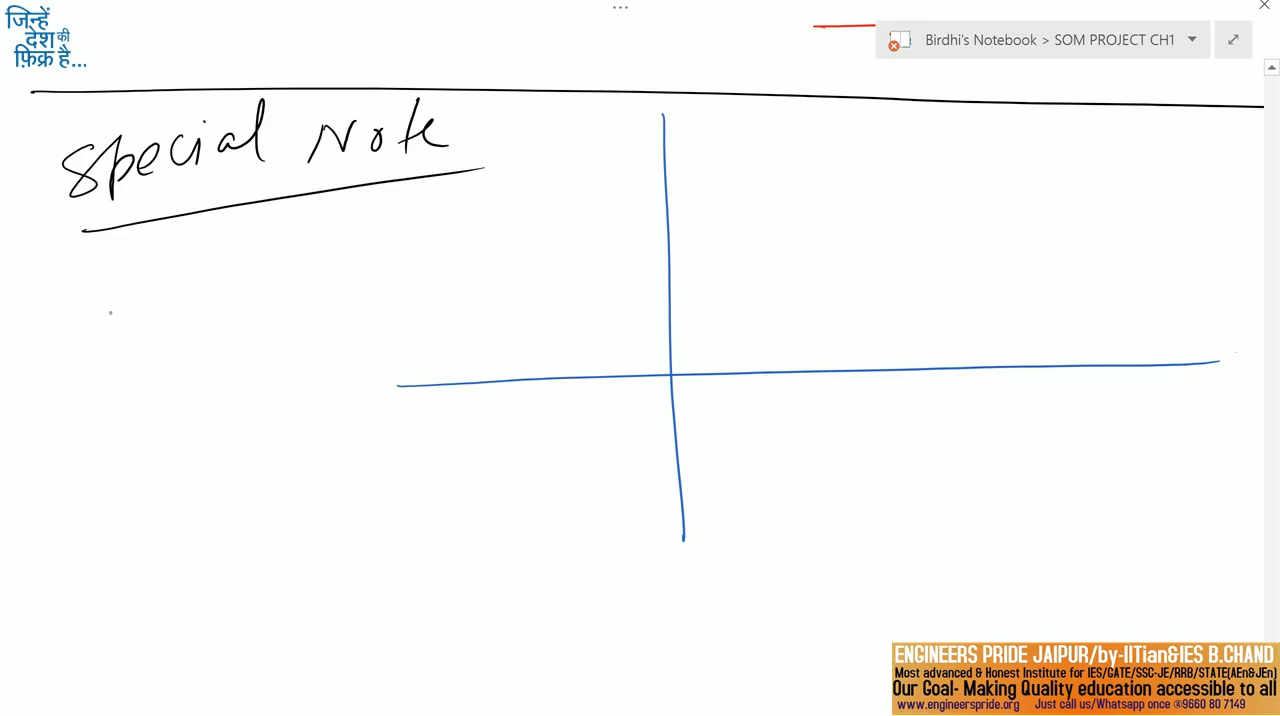 जिन्हें
देश की
फ़िक्र है...
Birdhi's Notebook > SOM PROJECT CH1
Special Note
ENGINEERS PRIDE JAIPUR/by-IITian&IES B.CHAND
Most advanced & Honest Institute for IES/GATE/SSC-JE/RRB/STATE(AEn&JEn)
Our Goal- Making Quality education accessible to all
www.engineerspride.org Just call us/Whatsapp once @9660 80 7149